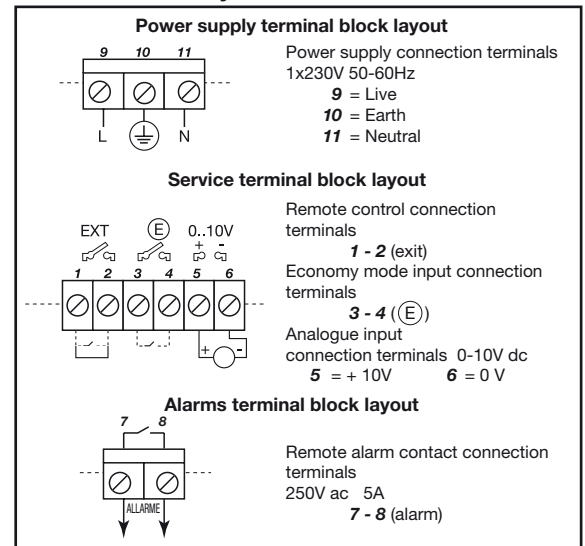 Power supply terminal block layout
9 10 11
L N
Power supply connection terminals
1x230V 50-60Hz
9 = Live
10 = Earth
11 = Neutral
Service terminal block layout
EXT E 0..10V
+ -
1 2 3 4 5 6
+ -
Remote control connection
terminals
1 - 2 (exit)
Economy mode input connection
terminals
3 - 4 (Ⓔ)
Analogue input
connection terminals 0-10V dc
5 = + 10V 6 = 0 V
Alarms terminal block layout
7 8
ALLARME
Remote alarm contact connection
terminals
250V ac 5A
7 - 8 (alarm)